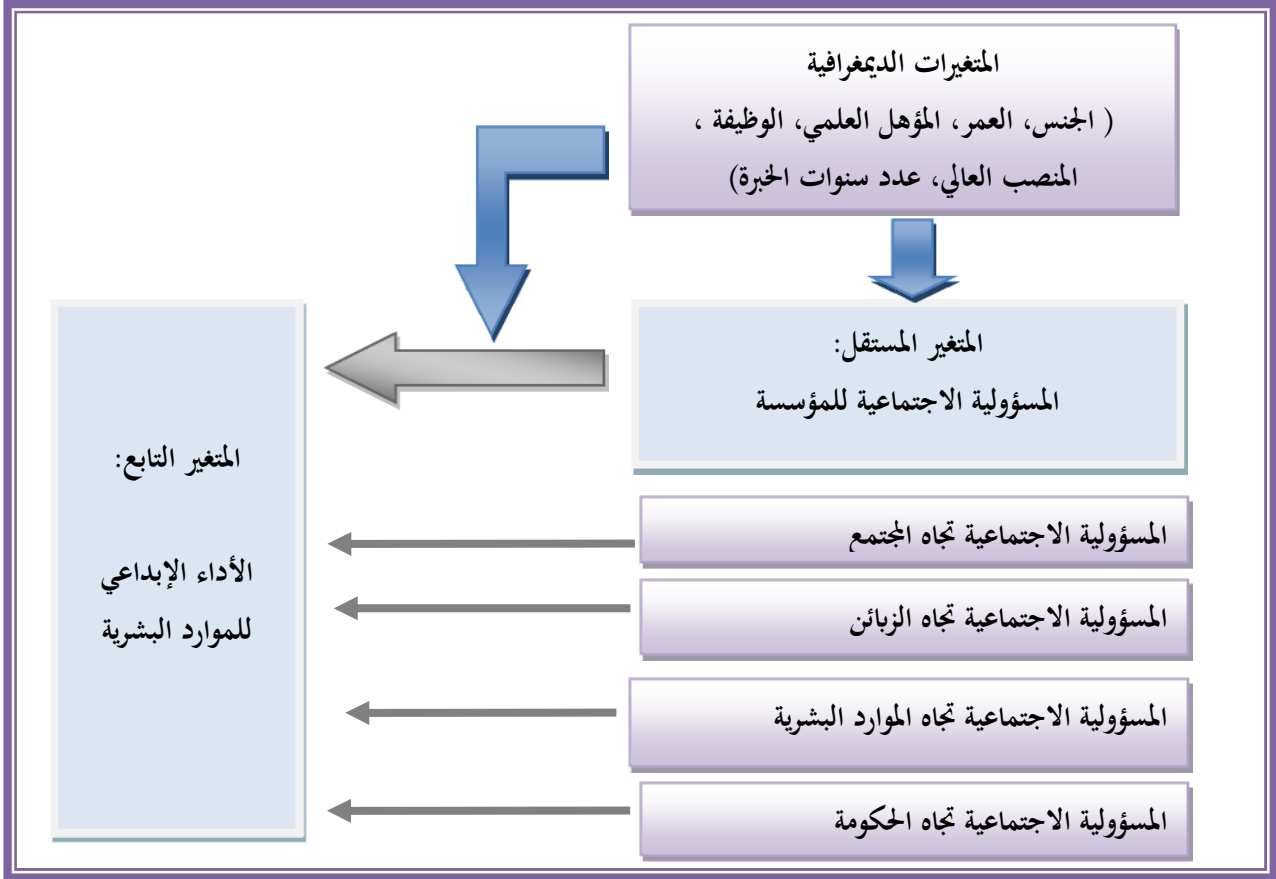 المتغيرات الديمغرافية
( الجنس، العمر، المؤهل العلمي، الوظيفة ،
المنصب العالي، عدد سنوات الخبرة)
المتغير المستقل:
المسؤولية الاجتماعية للمؤسسة
المتغير التابع:
الأداء الإبداعي
للموارد البشرية
المسؤولية الاجتماعية تجاه المجتمع
المسؤولية الاجتماعية تجاه الزبائن
المسؤولية الاجتماعية تجاه الموارد البشرية
المسؤولية الاجتماعية تجاه الحكومة